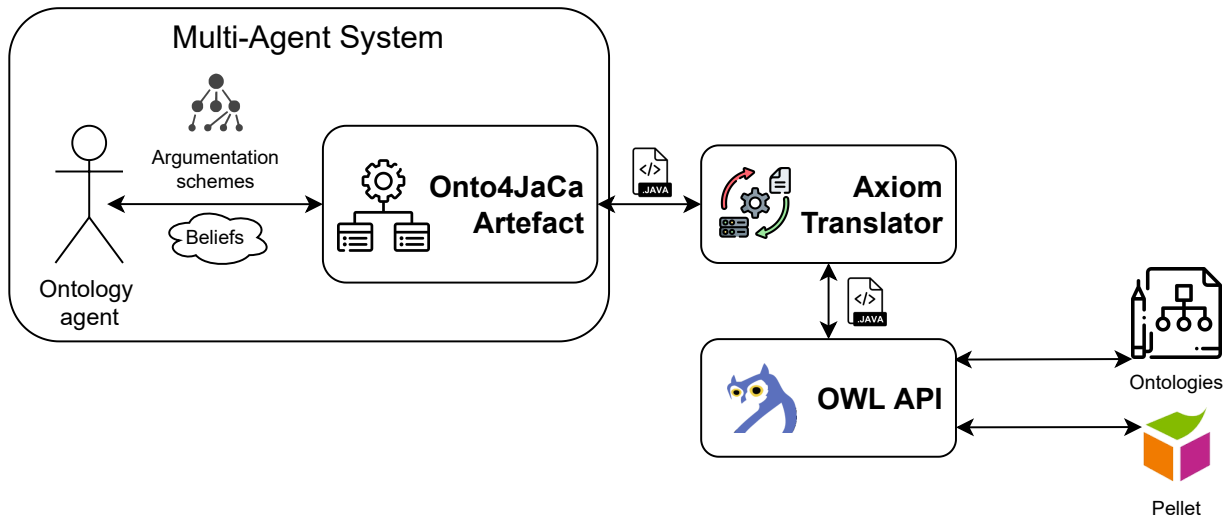 Multi-Agent System
Argumentation
schemes
Beliefs
Ontology
agent
Onto4JaCa
Artefact
</>
.JAVA
Axiom
Translator
</>
.JAVA
OWL API
Ontologies
Pellet